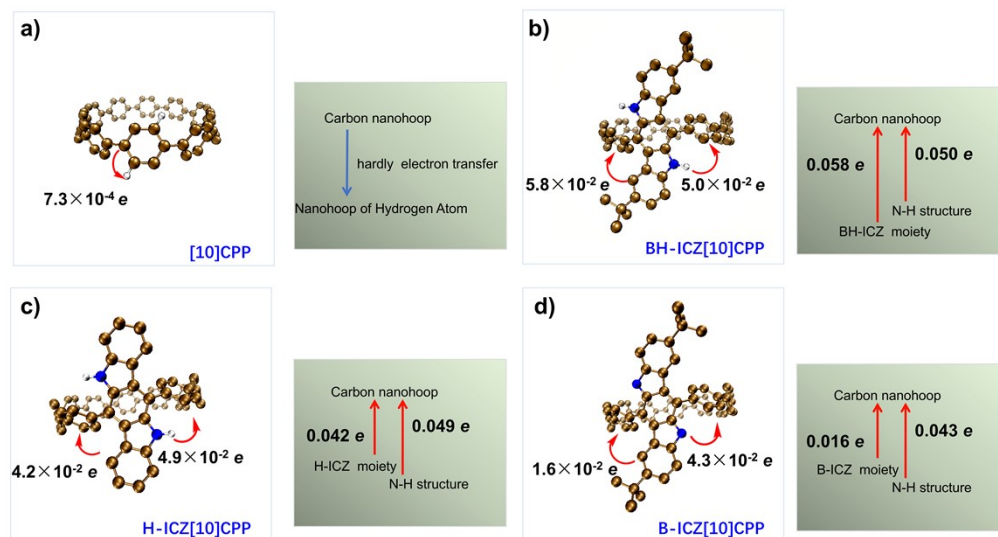 a)
7.3×10⁻⁴ e
[10]CPP
Carbon nanohoop
hardly electron transfer
Nanohoop of Hydrogen Atom
b)
5.8×10⁻² e
5.0×10⁻² e
BH-ICZ[10]CPP
Carbon nanohoop
0.058 e
0.050 e
N-H structure
BH-ICZ moiety
c)
4.2×10⁻² e
4.9×10⁻² e
H-ICZ[10]CPP
Carbon nanohoop
0.042 e
0.049 e
H-ICZ moiety
N-H structure
d)
1.6×10⁻² e
4.3×10⁻² e
B-ICZ[10]CPP
Carbon nanohoop
0.016 e
0.043 e
B-ICZ moiety
N-H structure